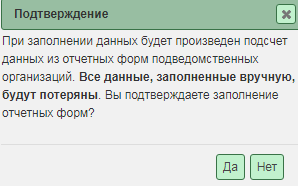 Подтверждение
При заполнении данных будет произведен подсчет
данных из отчетных форм подведомственных
организаций. Все данные, заполненные вручную,
будут потеряны. Вы подтверждаете заполнение
отчетных форм?
Да Нет